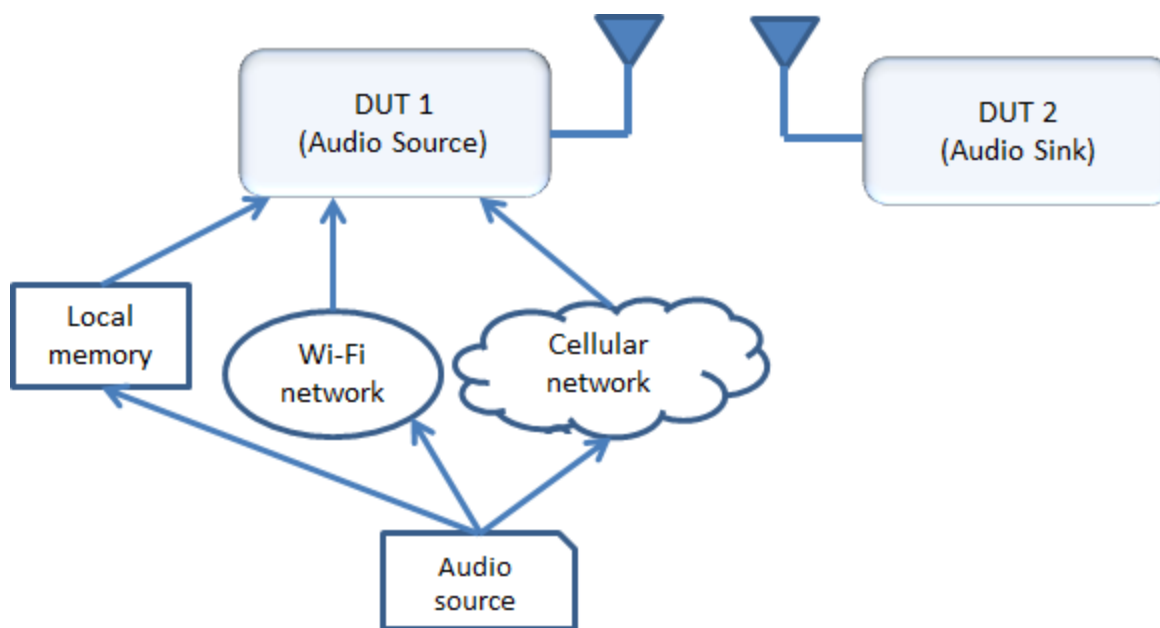 DUT 1
(Audio Source)
DUT 2
(Audio Sink)
Local
memory
Wi-Fi
network
Cellular
network
Audio
source